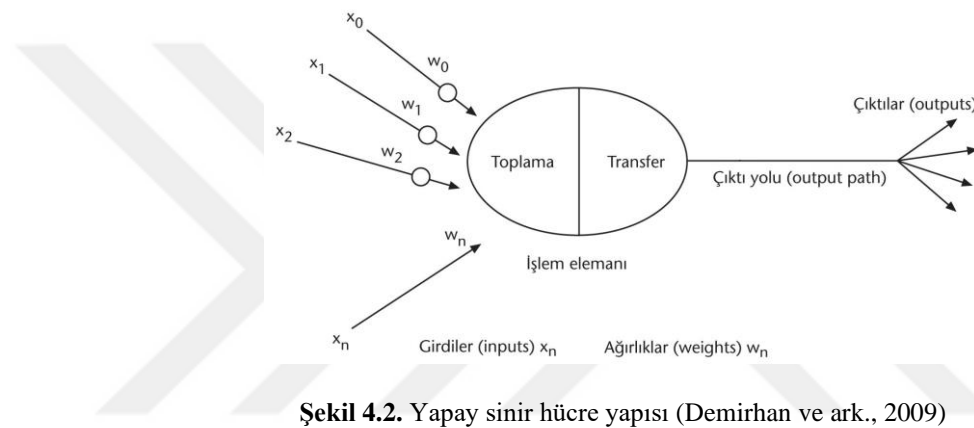 x0
w0
x1
w1
x2
w2
Toplama
Transfer
Çıktılar (outputs)
Çıktı yolu (output path)
wn
İşlem elemanı
xn
Girdiler (inputs) xn
Ağırlıklar (weights) wn
Şekil 4.2. Yapay sinir hücre yapısı (Demirhan ve ark., 2009)